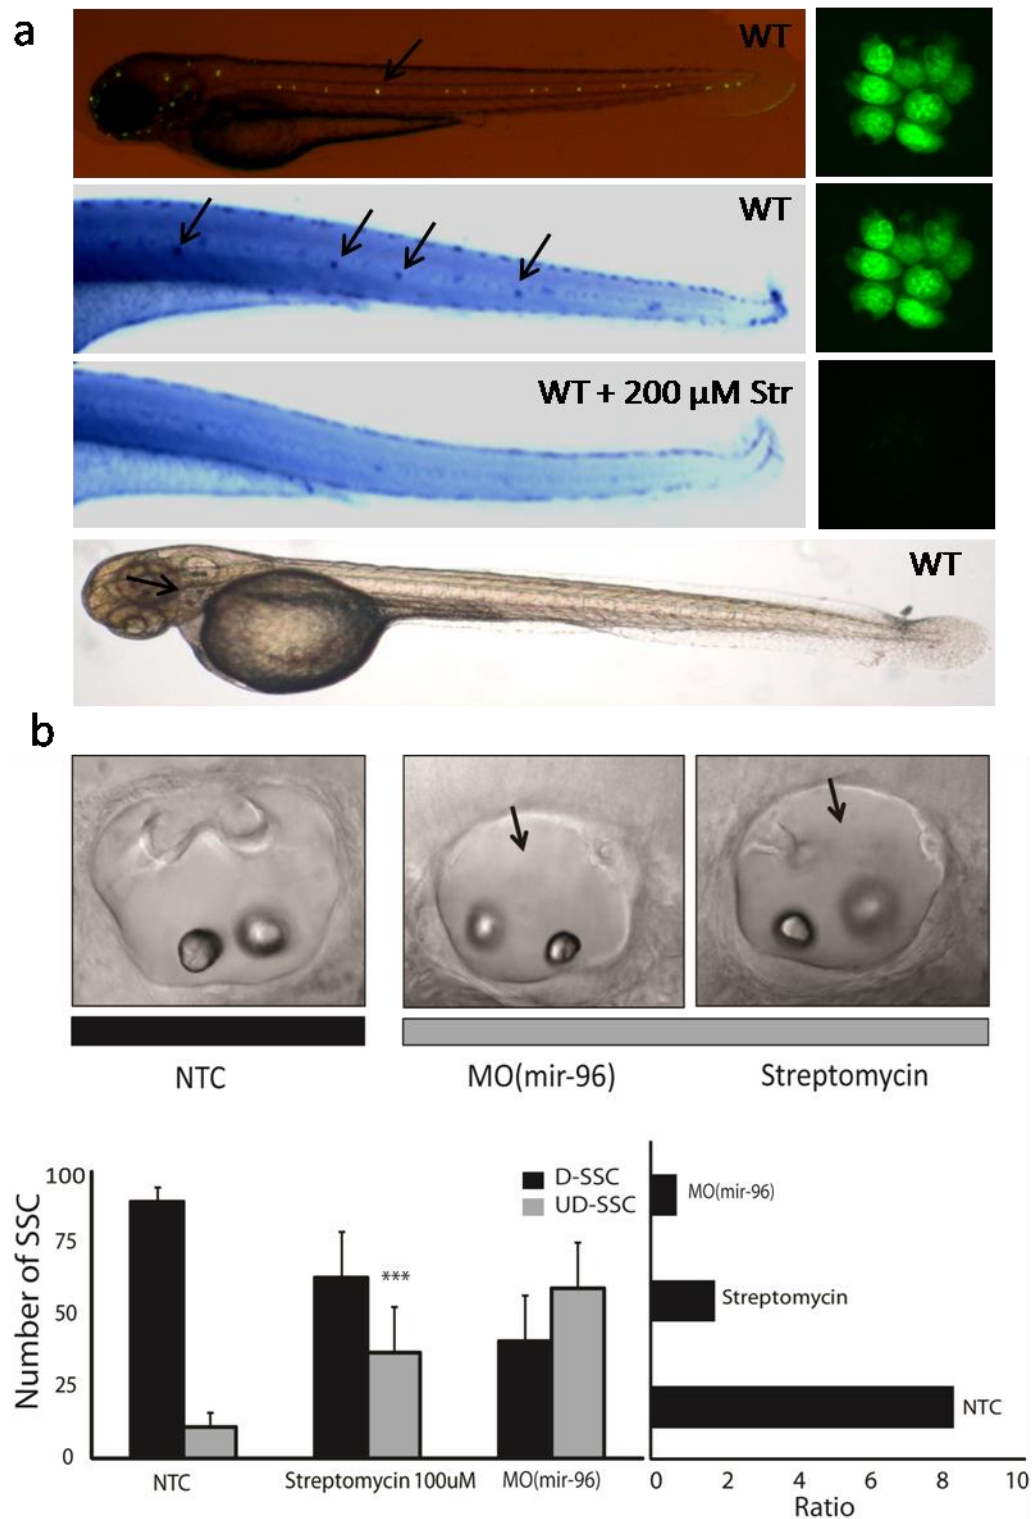 a
WT
WT
WT + 200 µM Str
WT
b
NTC
MO(mir-96)
Streptomycin
Number of SSC
100
75
50
25
0
D-SSC
UD-SSC
***
NTC
Streptomycin 100uM
MO(mir-96)
MO(mir-96)
Streptomycin
NTC
0 2 4 6 8 10
Ratio